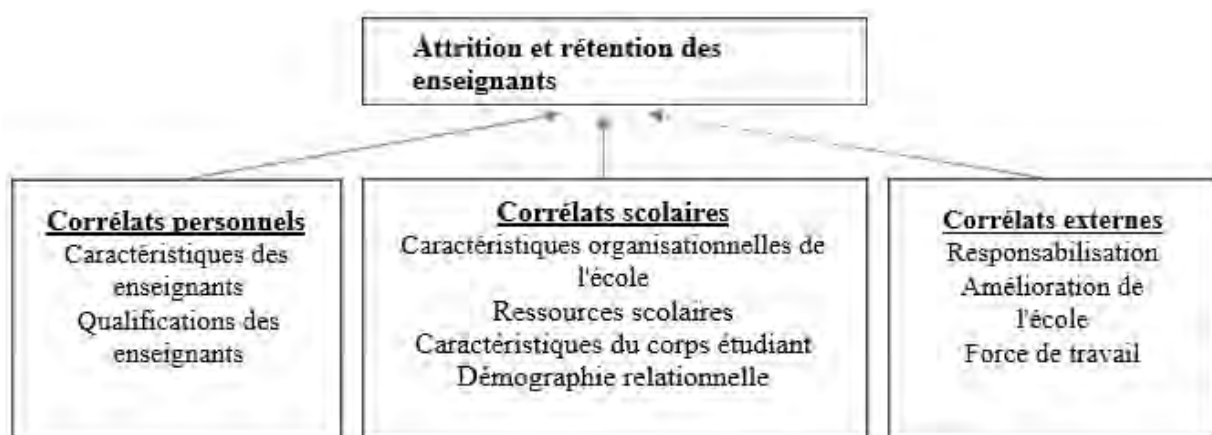 Attrition et rétention des
enseignants
Corrélats personnels
Caractéristiques des
enseignants
Qualifications des
enseignants
Corrélats scolaires
Caractéristiques organisationnelles de
l'école
Ressources scolaires
Caractéristiques du corps étudiant
Démographie relationnelle
Corrélats externes
Responsabilisation
Amélioration de
l'école
Force de travail